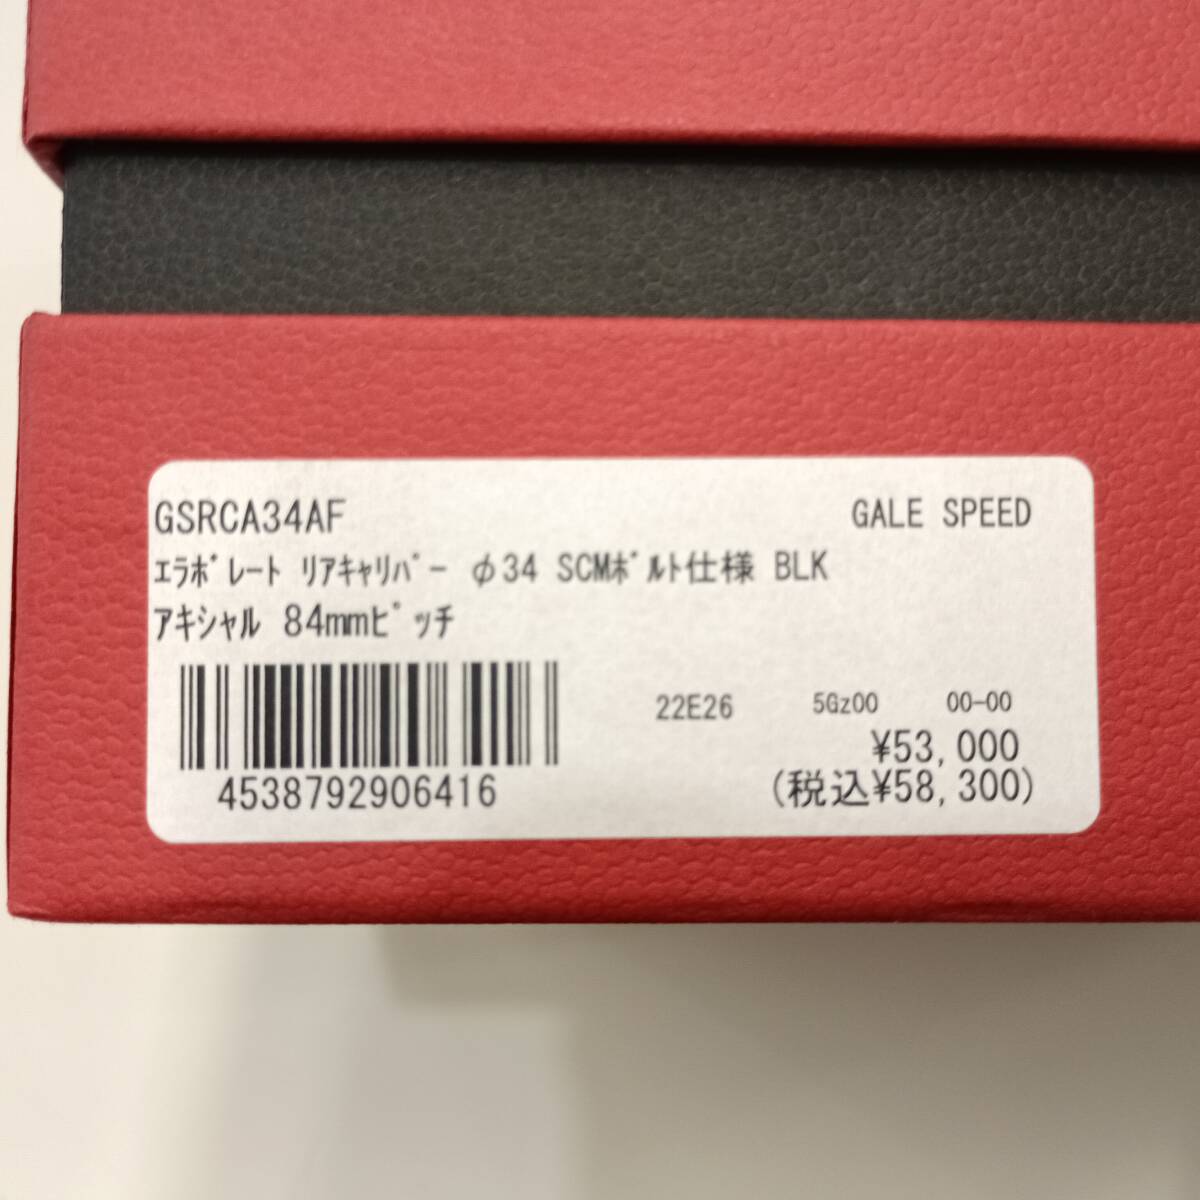 GSRCA34AF GALE SPEED
ｴﾗﾎﾞﾚｰﾄ ﾘｱｷｬﾘﾊﾟｰ φ34 SCMﾎﾞﾙﾄ仕様 BLK
ｱｷｼｬﾙ 84mmﾋﾟｯﾁ
22E26 5Gz00 00-00
¥53,000
4538792906416 (税込¥58,300)